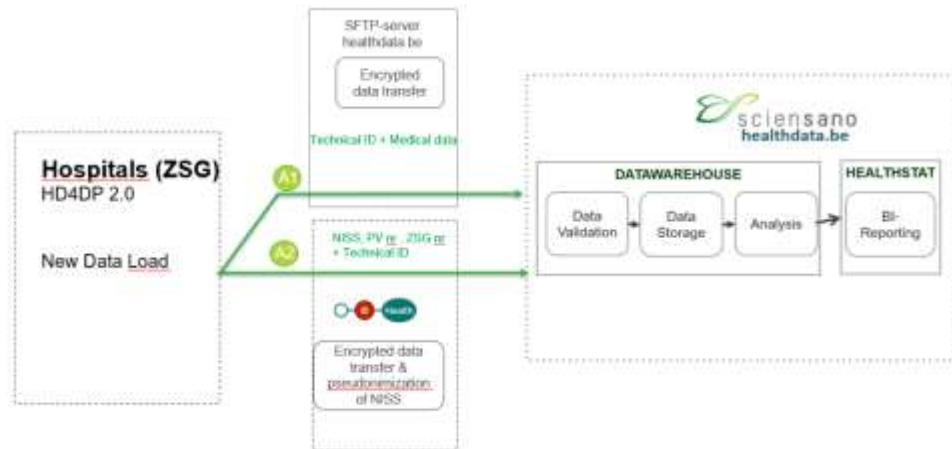 SFTP-server
healthdata.be
Encrypted
data transfer
Technical ID + Medical data
Hospitals (ZSG)
HD4DP 2.0
New Data Load
A1
A2
NISS, PV nr , ZSG nr
+ Technical ID
Health
Encrypted data
transfer &
pseudonimization
of NISS
sciensano
healthdata.be
DATAWAREHOUSE
Data
Validation
Data
Storage
Analysis
HEALTHSTAT
BI-
Reporting